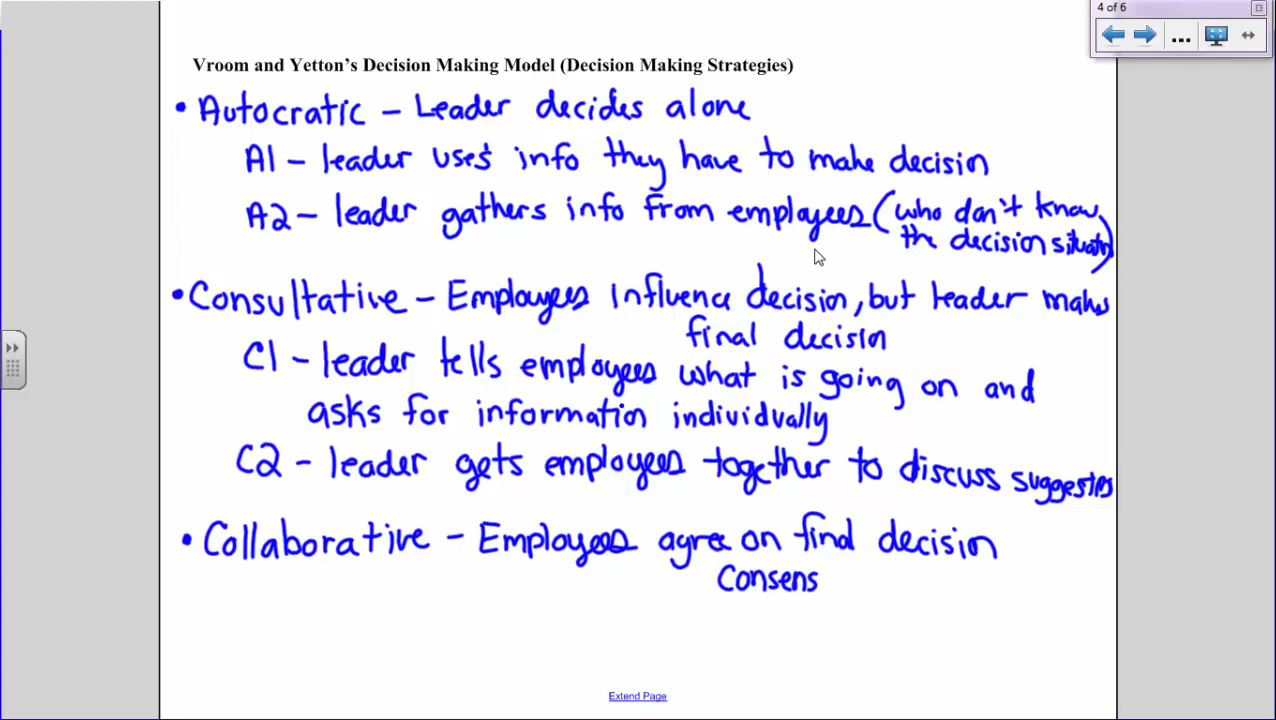 4 of 6
...
Vroom and Yetton's Decision Making Model (Decision Making Strategies)
• Autocratic - Leader decides alone
A1 - leader uses info they have to make decision
A2 - leader gathers info from employees (who don't know
the decision situatn)
• Consultative - Employees influence decision, but leader makes
final decision
C1 - leader tells employees what is going on and
asks for information individually
C2 - leader gets employees together to discuss suggestns
• Collaborative - Employees agree on find decision
Consens
Extend Page